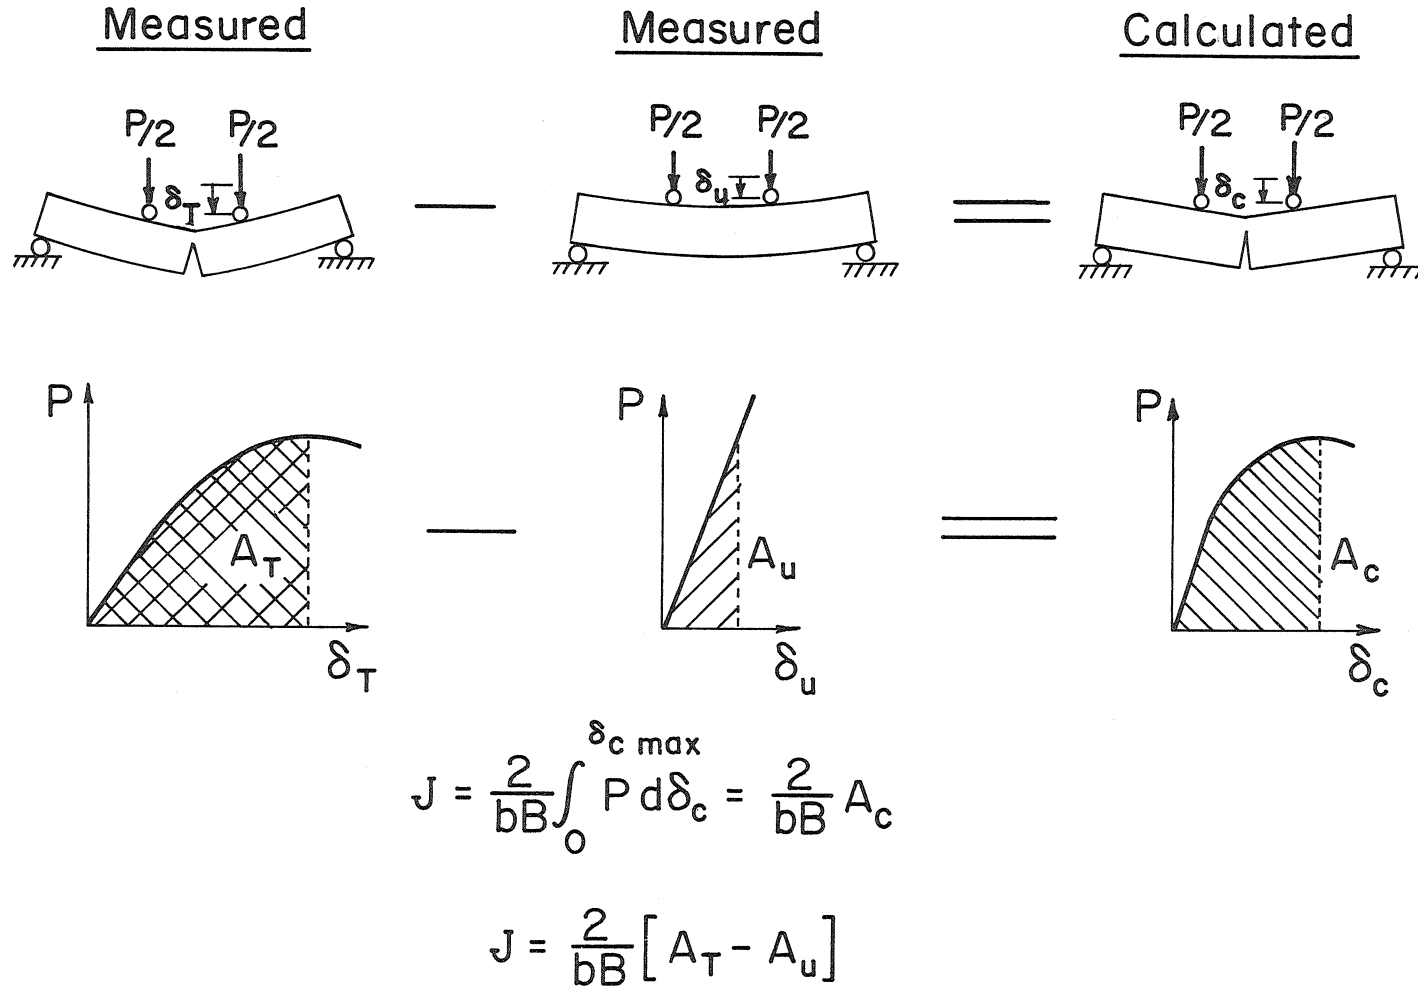 Measured Measured Calculated
P/2 P/2 P/2 P/2 P/2 P/2
δT δu δc
P P P
AT Au Ac
δT δu δc
J = 2/bB ∫0^δc max P dδc = 2/bB Ac
J = 2/bB [AT - Au]